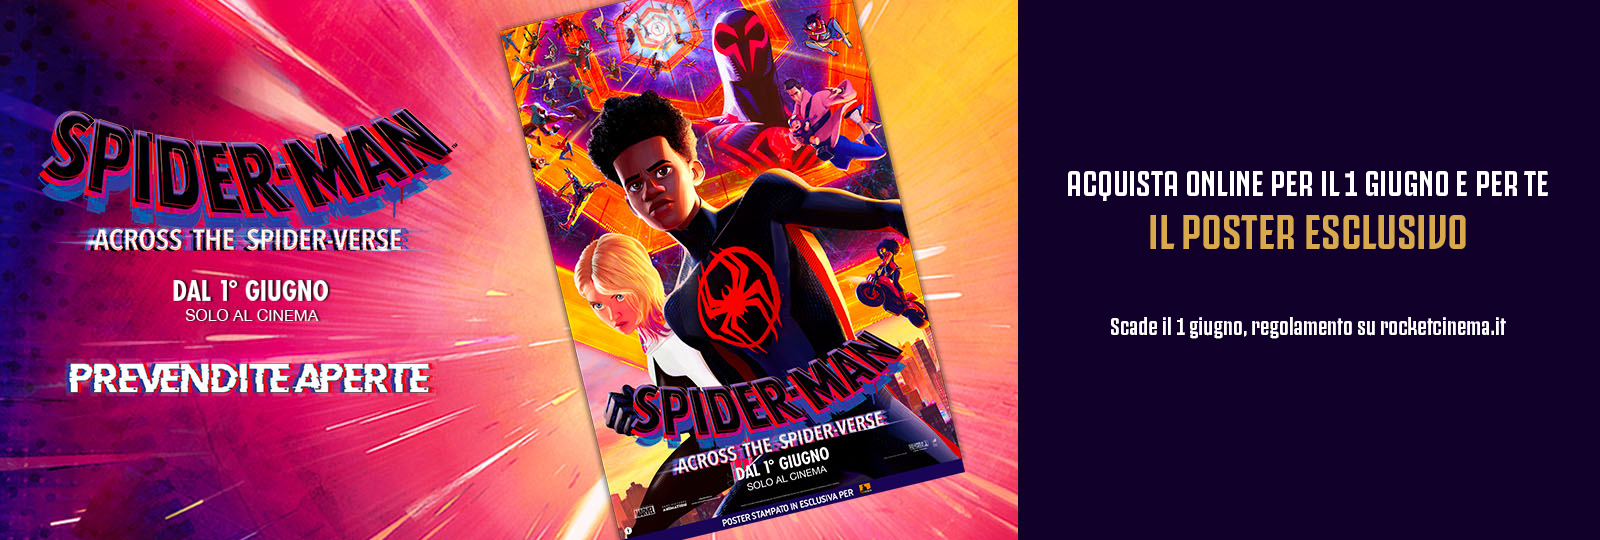 SPIDER-MAN™
ACROSS THE SPIDER-VERSE
DAL 1° GIUGNO
SOLO AL CINEMA
PREVENDITE APERTE
SPIDER-MAN
ACROSS THE SPIDER-VERSE
DAL 1° GIUGNO
SOLO AL CINEMA
MARVEL
POSTER STAMPATO IN ESCLUSIVA PER
ACQUISTA ONLINE PER IL 1 GIUGNO E PER TE
IL POSTER ESCLUSIVO
Scade il 1 giugno, regolamento su rocketcinema.it